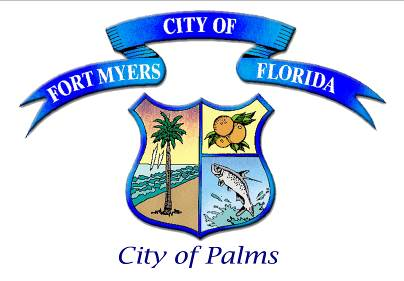 CITY OF
FORT MYERS FLORIDA
City of Palms